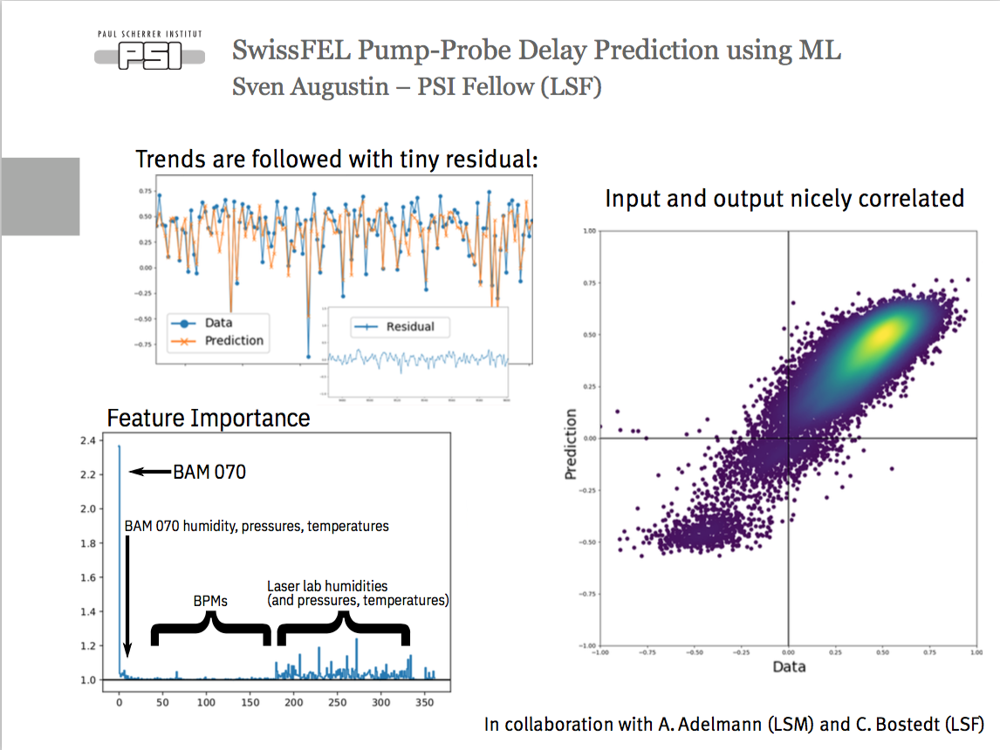 PAUL SCHERRER INSTITUT
PSI
SwissFEL Pump-Probe Delay Prediction using ML
Sven Augustin – PSI Fellow (LSF)
Trends are followed with tiny residual:
0.75
0.50
0.25
0.00
−0.25
−0.50
−0.75
Data
Prediction
Residual
Feature Importance
2.4
2.2
2.0
1.8
1.6
1.4
1.2
1.0
BAM 070
BAM 070 humidity, pressures, temperatures
BPMs
Laser lab humidities
(and pressures, temperatures)
0 50 100 150 200 250 300 350
Input and output nicely correlated
1.00
0.75
0.50
0.25
0.00
−0.25
−0.50
−0.75
−1.00
Prediction
−1.00 −0.75 −0.50 −0.25 0.00 0.25 0.50 0.75 1.00
Data
In collaboration with A. Adelmann (LSM) and C. Bostedt (LSF)